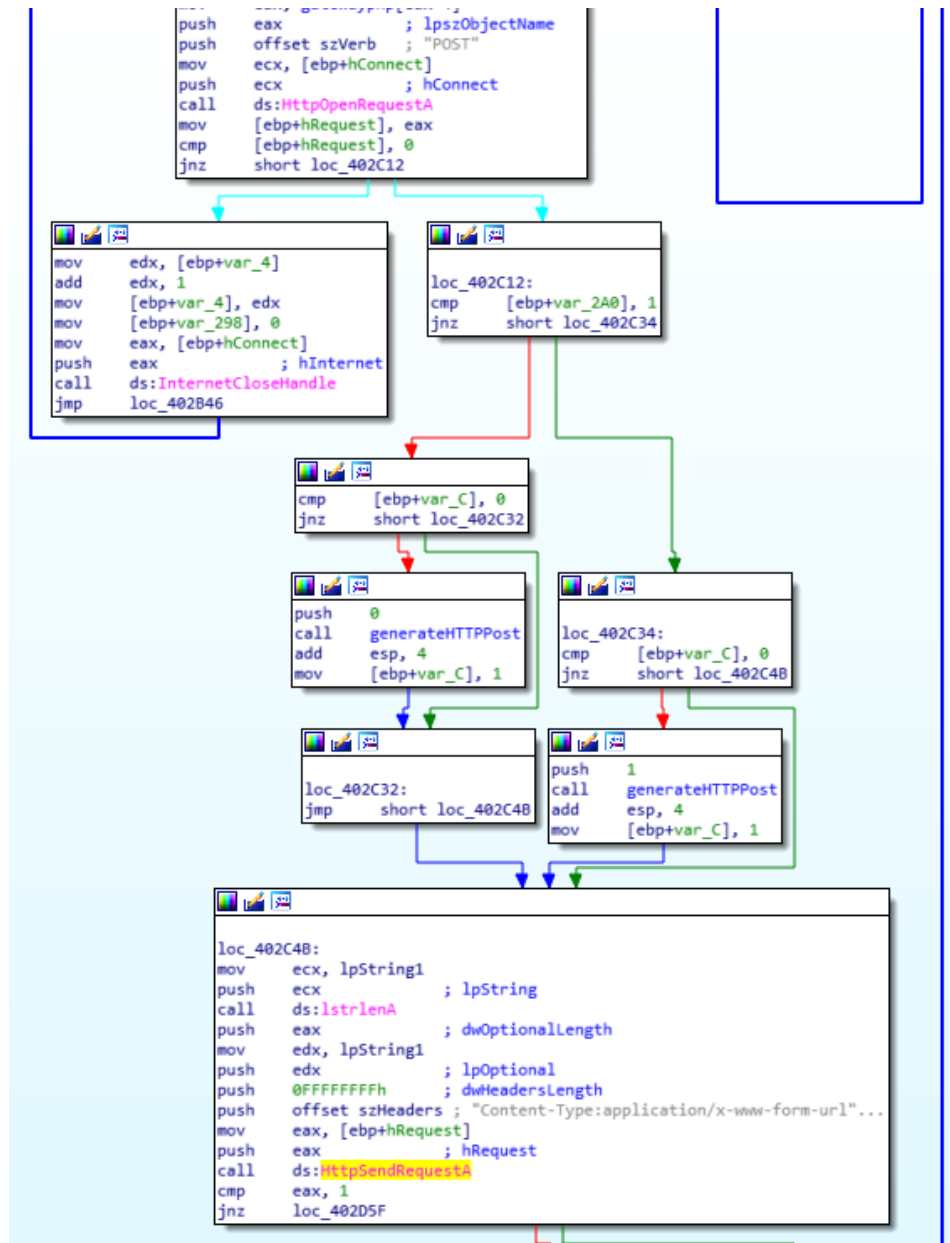 push eax ; lpszObjectName
push offset szVerb ; "POST"
mov ecx, [ebp+hConnect]
push ecx ; hConnect
call ds:HttpOpenRequestA
mov [ebp+hRequest], eax
cmp [ebp+hRequest], 0
jnz short loc_402C12
mov edx, [ebp+var_4]
add edx, 1
mov [ebp+var_4], edx
mov [ebp+var_298], 0
mov eax, [ebp+hConnect]
push eax ; hInternet
call ds:InternetCloseHandle
jmp loc_402B46
loc_402C12:
cmp [ebp+var_2A0], 1
jnz short loc_402C34
cmp [ebp+var_C], 0
jnz short loc_402C32
push 0
call generateHTTPPost
add esp, 4
mov [ebp+var_C], 1
loc_402C34:
cmp [ebp+var_C], 0
jnz short loc_402C4B
loc_402C32:
jmp short loc_402C4B
push 1
call generateHTTPPost
add esp, 4
mov [ebp+var_C], 1
loc_402C4B:
mov ecx, lpString1
push ecx ; lpString
call ds:lstrlenA
push eax ; dwOptionalLength
mov edx, lpString1
push edx ; lpOptional
push 0FFFFFFFFh ; dwHeadersLength
push offset szHeaders ; "Content-Type:application/x-www-form-url"...
mov eax, [ebp+hRequest]
push eax ; hRequest
call ds:HttpSendRequestA
cmp eax, 1
jnz loc_402D5F